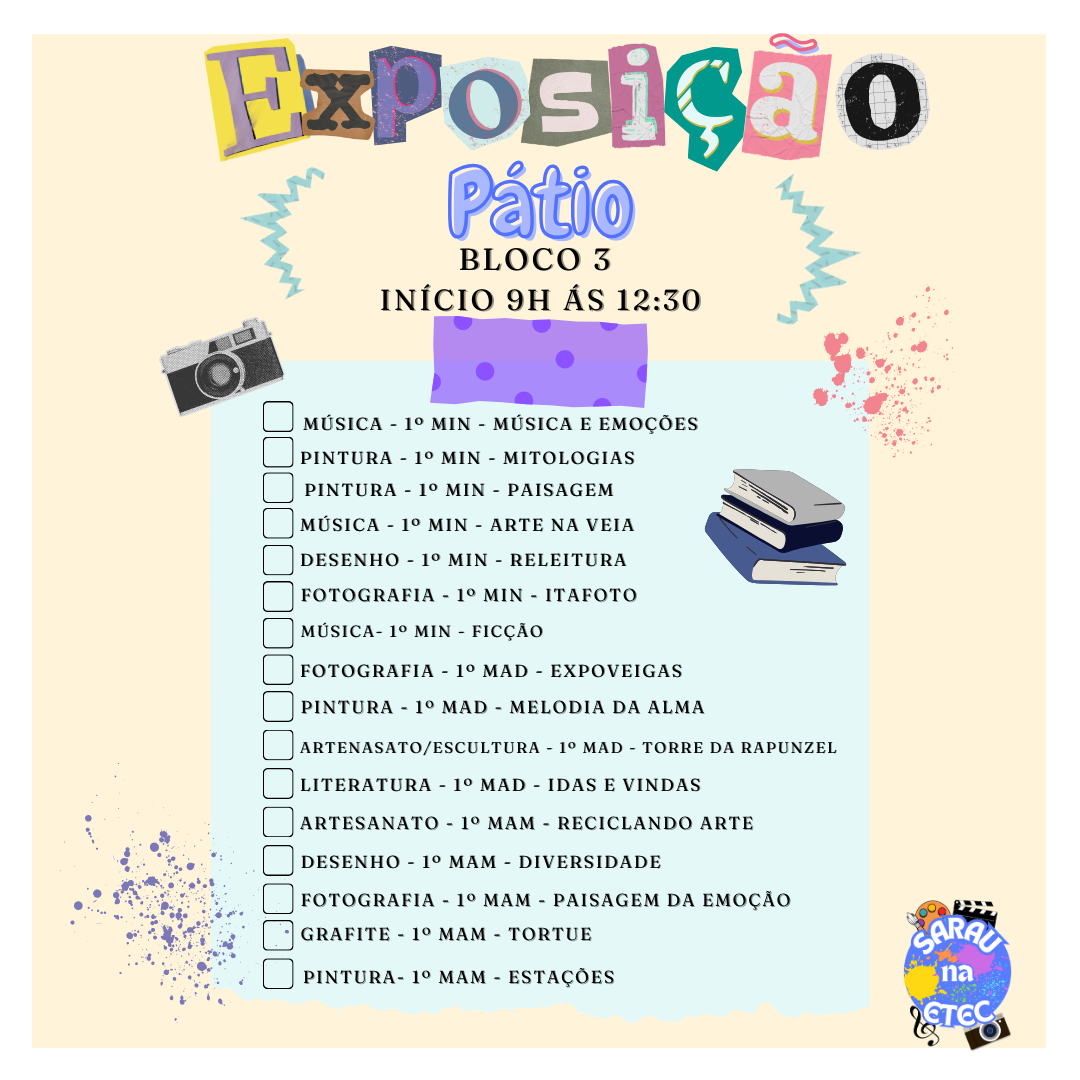 Exposição
Pátio
BLOCO 3
INÍCIO 9H ÁS 12:30
MÚSICA - 1º MIN - MÚSICA E EMOÇÕES
PINTURA - 1º MIN - MITOLOGIAS
PINTURA - 1º MIN - PAISAGEM
MÚSICA - 1º MIN - ARTE NA VEIA
DESENHO - 1º MIN - RELEITURA
FOTOGRAFIA - 1º MIN - ITAFOTO
MÚSICA- 1º MIN - FICÇÃO
FOTOGRAFIA - 1º MAD - EXPOVEIGAS
PINTURA - 1º MAD - MELODIA DA ALMA
ARTENASATO/ESCULTURA - 1º MAD - TORRE DA RAPUNZEL
LITERATURA - 1º MAD - IDAS E VINDAS
ARTESANATO - 1º MAM - RECICLANDO ARTE
DESENHO - 1º MAM - DIVERSIDADE
FOTOGRAFIA - 1º MAM - PAISAGEM DA EMOÇÃO
GRAFITE - 1º MAM - TORTUE
PINTURA- 1º MAM - ESTAÇÕES
SARAU
na
ETEC